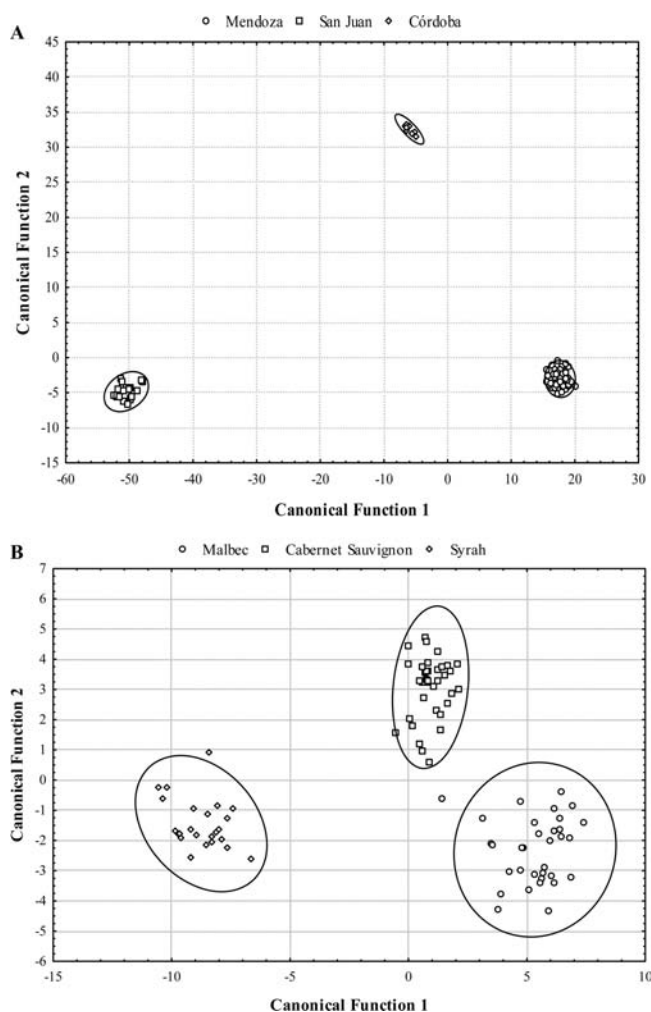 A
Mendoza San Juan Córdoba
45
40
35
30
25
20
15
10
5
0
-5
-10
-15
Canonical Function 2
-60 -50 -40 -30 -20 -10 0 10 20 30
Canonical Function 1
B
Malbec Cabernet Sauvignon Syrah
7
6
5
4
3
2
1
0
-1
-2
-3
-4
-5
-6
Canonical Function 2
-15 -10 -5 0 5 10
Canonical Function 1